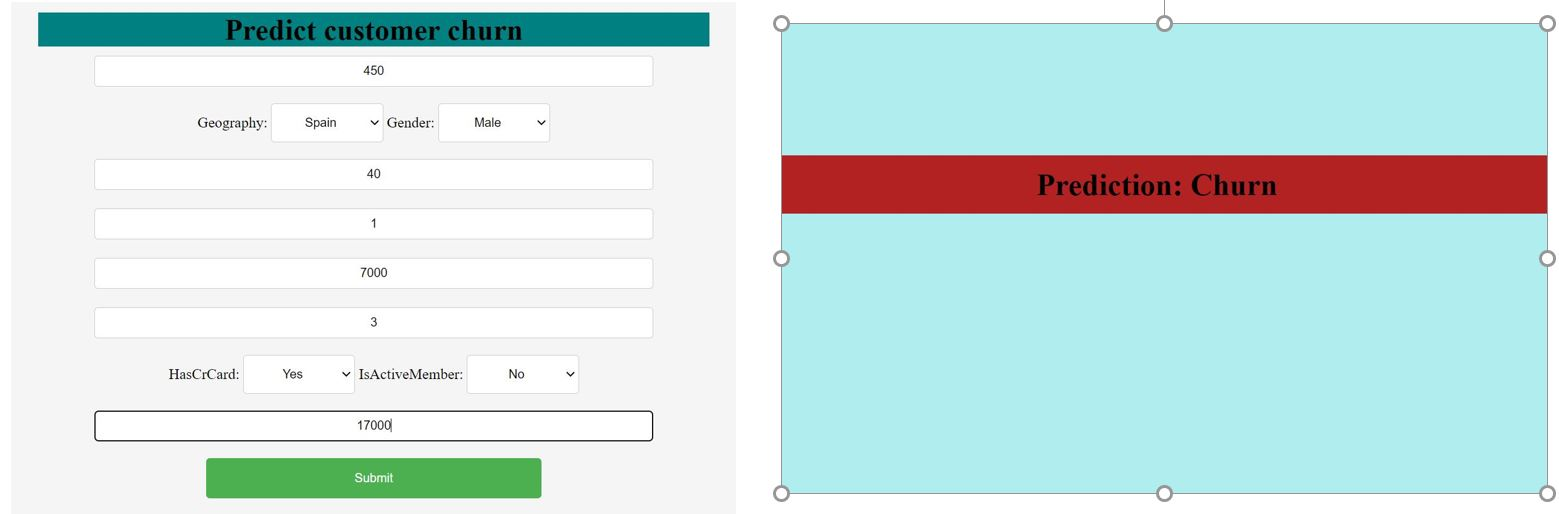 Predict customer churn
450
Geography: Spain Gender: Male
40
1
7000
3
HasCrCard: Yes IsActiveMember: No
17000
Submit
Prediction: Churn